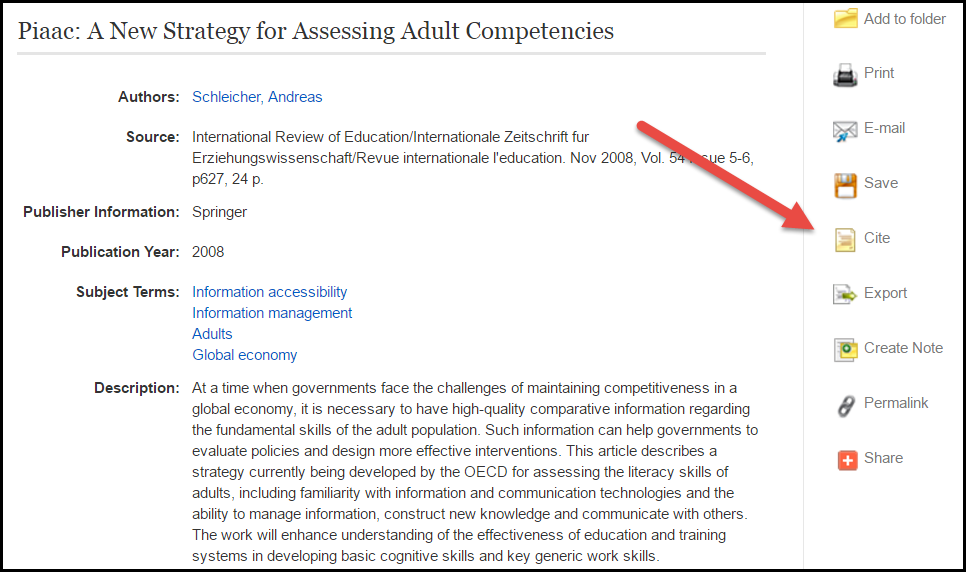 Piaac: A New Strategy for Assessing Adult Competencies
Authors: Schleicher, Andreas
Source: International Review of Education/Internationale Zeitschrift fur
Erziehungswissenschaft/Revue internationale l'education. Nov 2008, Vol. 54 Issue 5-6,
p627, 24 p.
Publisher Information: Springer
Publication Year: 2008
Subject Terms: Information accessibility
Information management
Adults
Global economy
Description: At a time when governments face the challenges of maintaining competitiveness in a
global economy, it is necessary to have high-quality comparative information regarding
the fundamental skills of the adult population. Such information can help governments to
evaluate policies and design more effective interventions. This article describes a
strategy currently being developed by the OECD for assessing the literacy skills of
adults, including familiarity with information and communication technologies and the
ability to manage information, construct new knowledge and communicate with others.
The work will enhance understanding of the effectiveness of education and training
systems in developing basic cognitive skills and key generic work skills.
Add to folder
Print
E-mail
Save
Cite
Export
Create Note
Permalink
Share